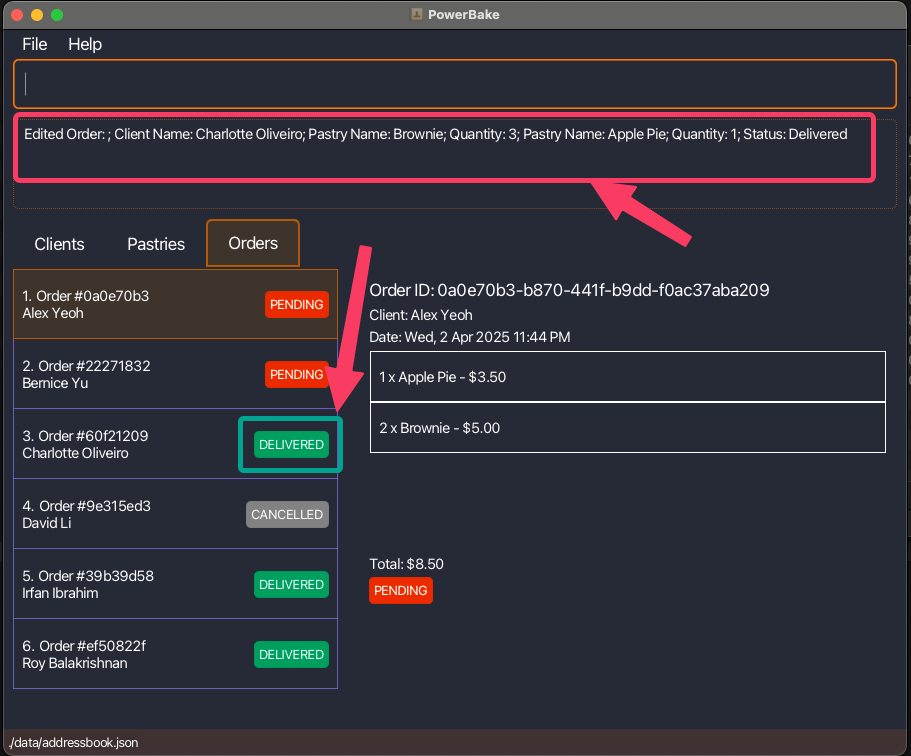 PowerBake
File Help
Edited Order: ; Client Name: Charlotte Oliveiro; Pastry Name: Brownie; Quantity: 3; Pastry Name: Apple Pie; Quantity: 1; Status: Delivered
Clients Pastries Orders
1. Order #0a0e70b3
Alex Yeoh
PENDING
2. Order #22271832
Bernice Yu
PENDING
3. Order #60f21209
Charlotte Oliveiro
DELIVERED
4. Order #9e315ed3
David Li
CANCELLED
5. Order #39b39d58
Irfan Ibrahim
DELIVERED
6. Order #ef50822f
Roy Balakrishnan
DELIVERED
Order ID: 0a0e70b3-b870-441f-b9dd-f0ac37aba209
Client: Alex Yeoh
Date: Wed, 2 Apr 2025 11:44 PM
1 x Apple Pie - $3.50
2 x Brownie - $5.00
Total: $8.50
PENDING
./data/addressbook.json